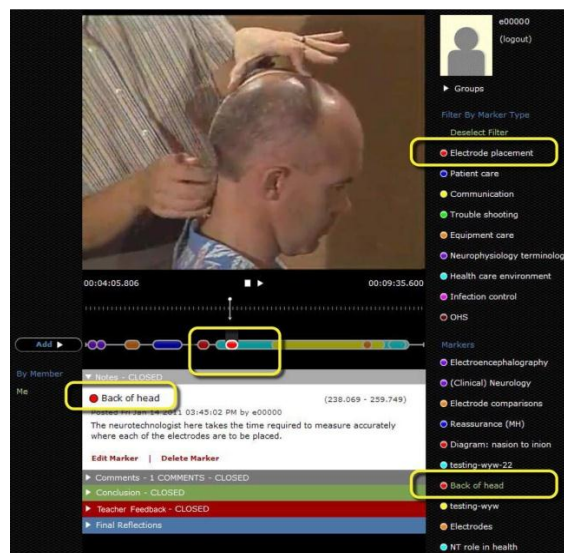 e00000
(logout)
▶ Groups
Filter By Marker Type
Deselect Filter
Electrode placement
Patient care
Communication
Trouble shooting
Equipment care
Neurophysiology terminolog
Health care environment
Infection control
OHS
00:04:05.806
00:09:35.600
Add ▶
By Member
Me
▼ Notes - CLOSED
Back of head
(238.069 - 259.749)
Posted Fri Jan 14 2011 03:45:02 PM by e00000
The neurotechnologist here takes the time required to measure accurately
where each of the electrodes are to be placed.
Edit Marker | Delete Marker
▶ Comments - 1 COMMENTS - CLOSED
▶ Conclusion - CLOSED
▶ Teacher Feedback - CLOSED
▶ Final Reflections
Markers
Electroencephalography
(Clinical) Neurology
Electrode comparisons
Reassurance (MH)
Diagram: nasion to inion
testing-wyw-22
Back of head
testing-wyw
Electrodes
NT role in health